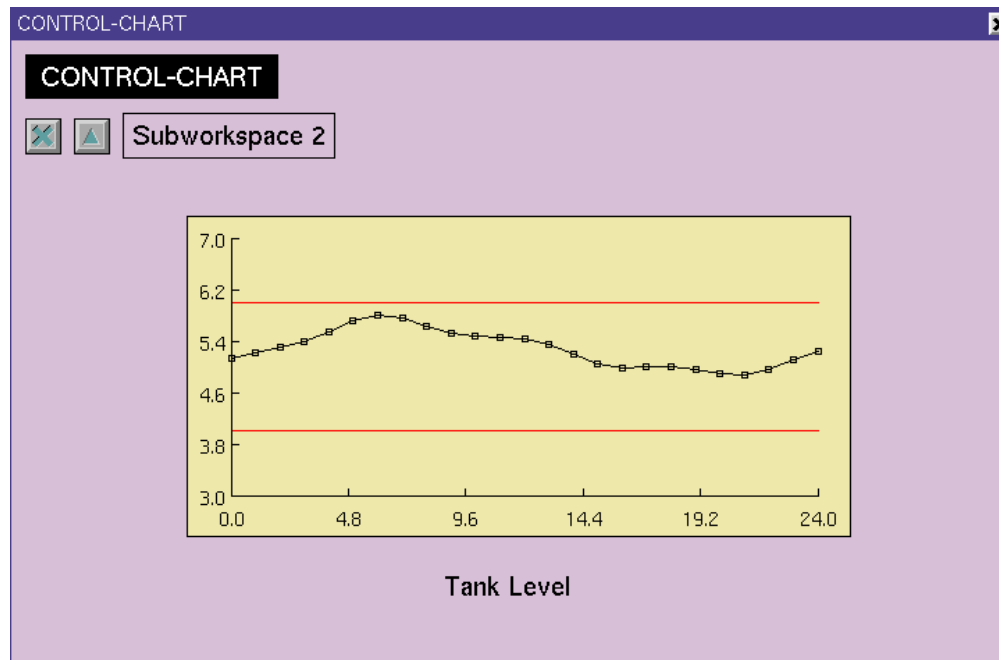 CONTROL-CHART
CONTROL-CHART
Subworkspace 2
7.0
6.2
5.4
4.6
3.8
3.0
0.0 4.8 9.6 14.4 19.2 24.0
Tank Level